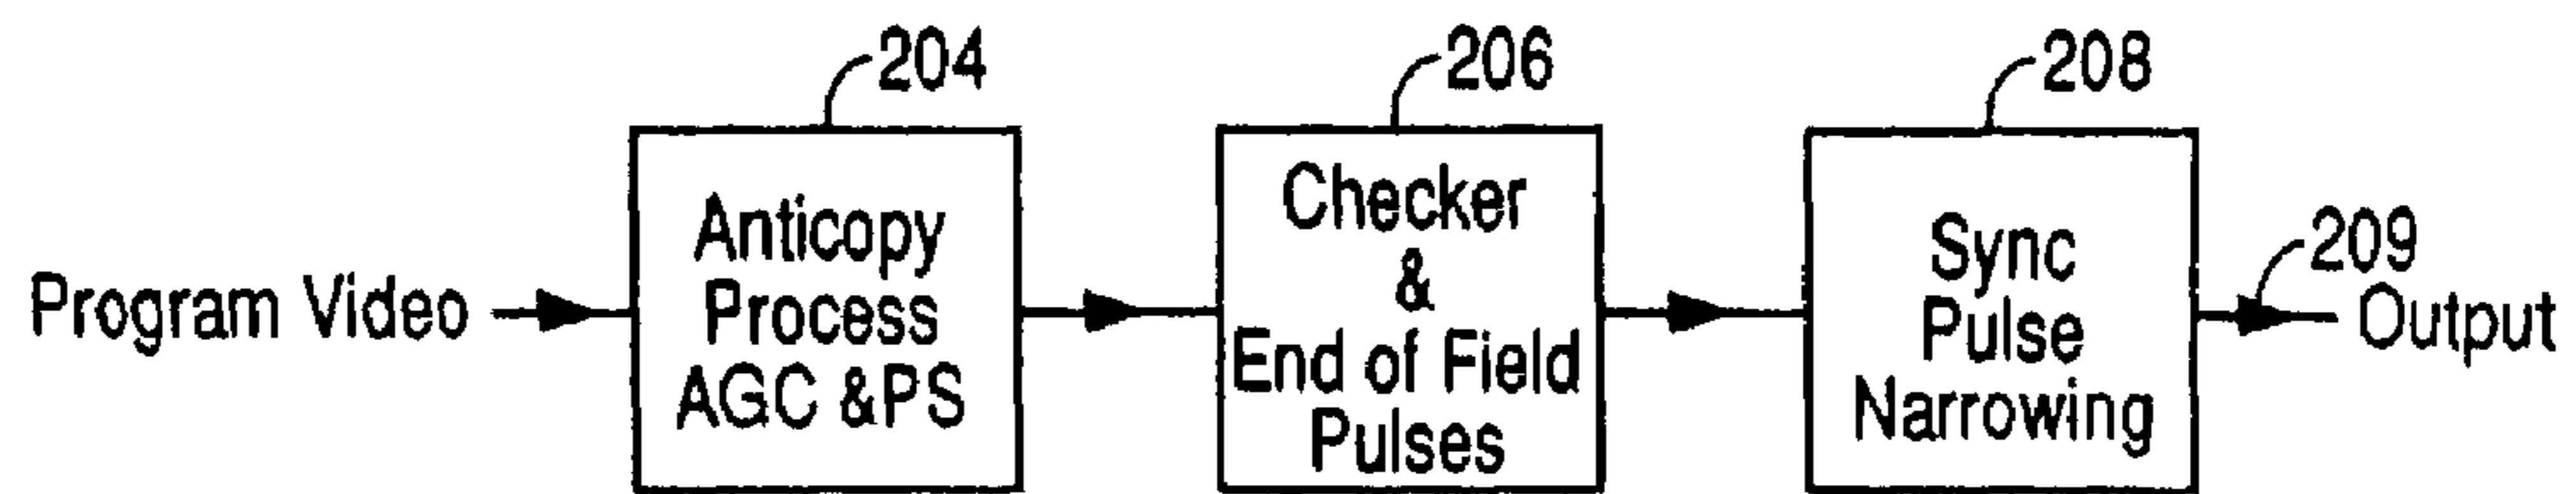 204
206
208
Program Video
Anticopy
Process
AGC &PS
Checker
&
End of Field
Pulses
Sync
Pulse
Narrowing
209
Output